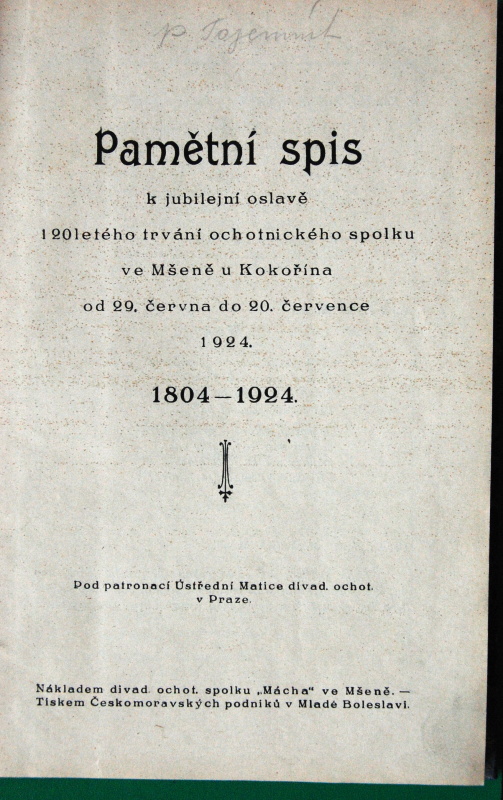 p Tajemník
Pamětní spis
k jubilejní oslavě
120letého trvání ochotnického spolku
ve Mšeně u Kokořína
od 29. června do 20. července
1924.
1804—1924.
Pod patronací Ústřední Matice divad. ochot.
v Praze.
Nákladem divad. ochot. spolku „Mácha“ ve Mšeně. —
Tiskem Českomoravských podniků v Mladé Boleslavi.